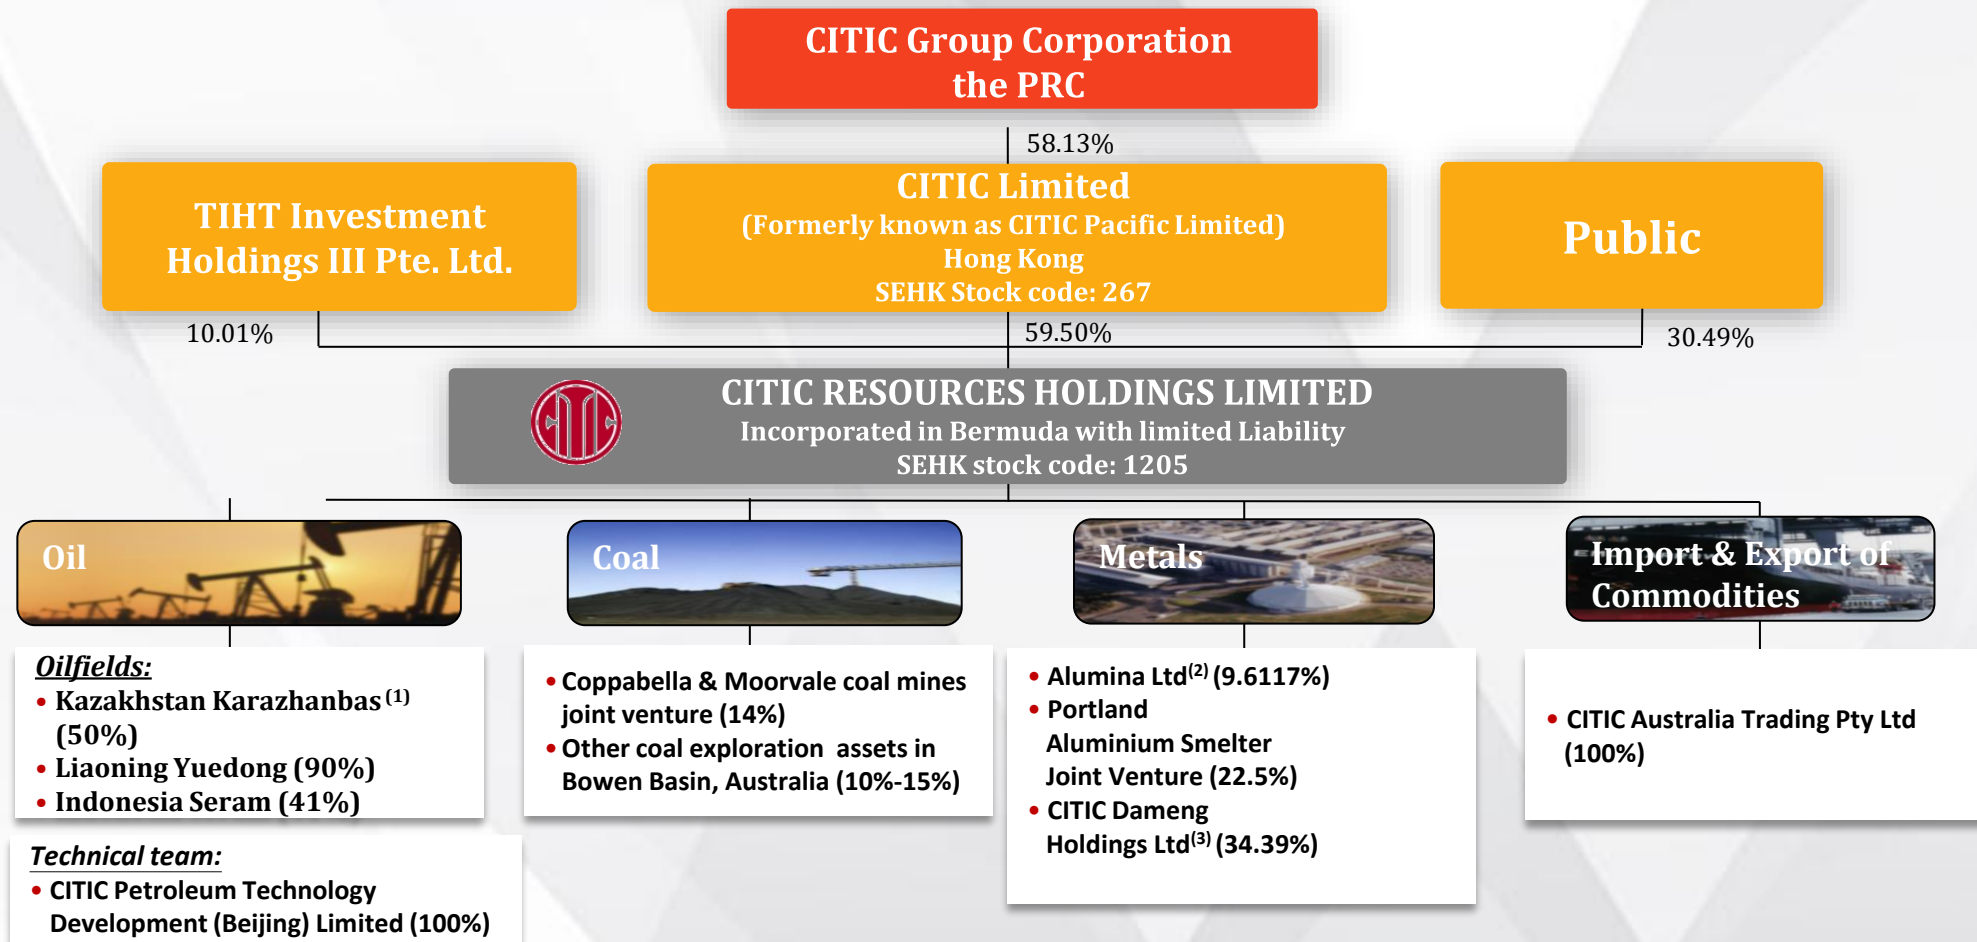 CITIC Group Corporation
the PRC
58.13%
TIHT Investment
Holdings III Pte. Ltd.
CITIC Limited
(Formerly known as CITIC Pacific Limited)
Hong Kong
SEHK Stock code: 267
Public
10.01%
59.50%
30.49%
CITIC RESOURCES HOLDINGS LIMITED
Incorporated in Bermuda with limited Liability
SEHK stock code: 1205
Oil
Coal
Metals
Import & Export of
Commodities
Oilfields:
• Kazakhstan Karazhanbas (1)
(50%)
• Liaoning Yuedong (90%)
• Indonesia Seram (41%)
Technical team:
• CITIC Petroleum Technology
Development (Beijing) Limited (100%)
• Coppabella & Moorvale coal mines
joint venture (14%)
• Other coal exploration assets in
Bowen Basin, Australia (10%-15%)
• Alumina Ltd(2) (9.6117%)
• Portland
Aluminium Smelter
Joint Venture (22.5%)
• CITIC Dameng
Holdings Ltd(3) (34.39%)
• CITIC Australia Trading Pty Ltd
(100%)